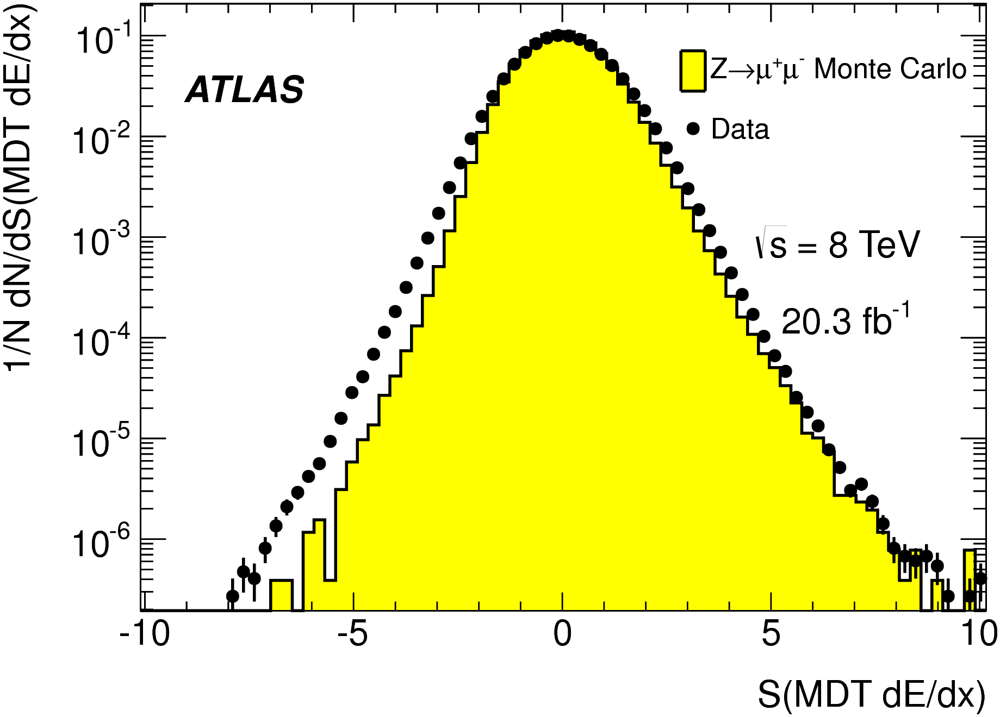 1/N dN/dS(MDT dE/dx)
10⁻¹
10⁻²
10⁻³
10⁻⁴
10⁻⁵
10⁻⁶
ATLAS
Z→μ⁺μ⁻ Monte Carlo
Data
√s = 8 TeV
20.3 fb⁻¹
-10 -5 0 5 10
S(MDT dE/dx)